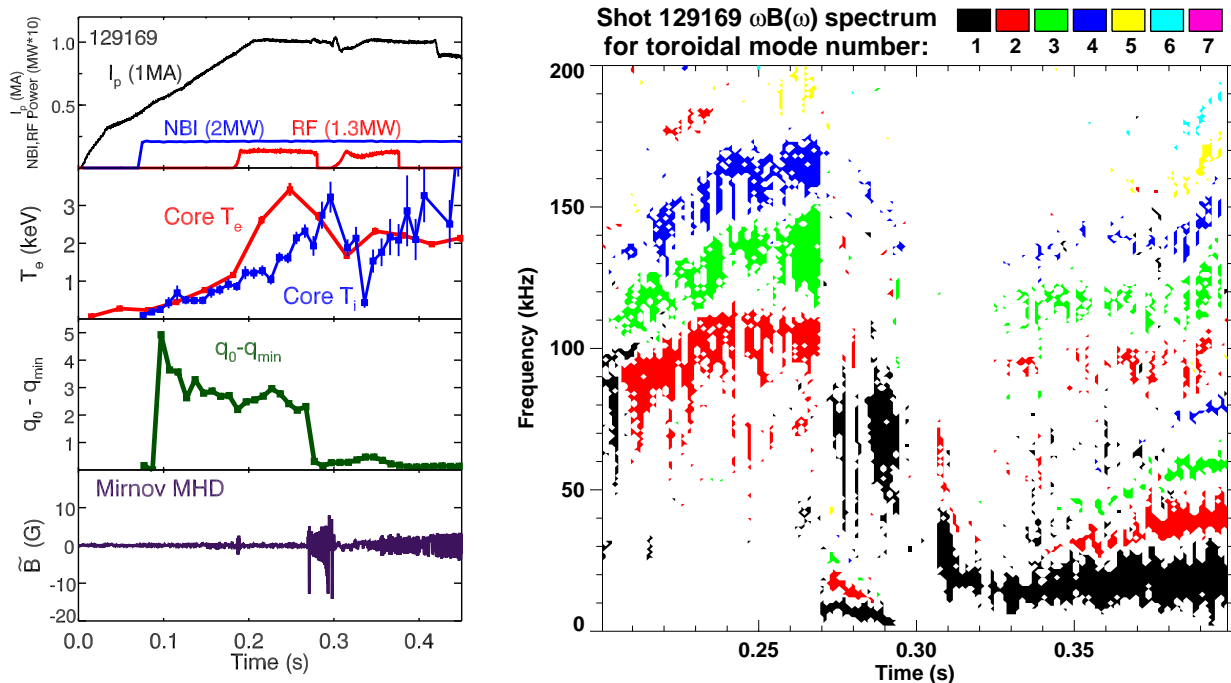 129169
I_p (1MA)
NBI (2MW)
RF (1.3MW)
I_p (MA)
NBI,RF Power (MW*10)
1.0
0.5
Core T_e
Core T_i
T_e (keV)
3
2
1
q_0-q_min
q_0 - q_min
5
4
3
2
1
Mirnov MHD
B̃ (G)
10
0
-10
-20
0.0
0.1
0.2
0.3
0.4
Time (s)
Shot 129169 ωB(ω) spectrum
for toroidal mode number:
1 2 3 4 5 6 7
Frequency (kHz)
200
150
100
50
0
0.25
0.30
0.35
Time (s)